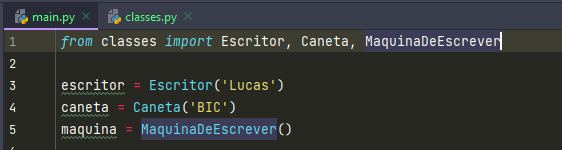 main.py × classes.py ×
1 from classes import Escritor, Caneta, MaquinaDeEscrever
2
3 escritor = Escritor('Lucas')
4 caneta = Caneta('BIC')
5 maquina = MaquinaDeEscrever()